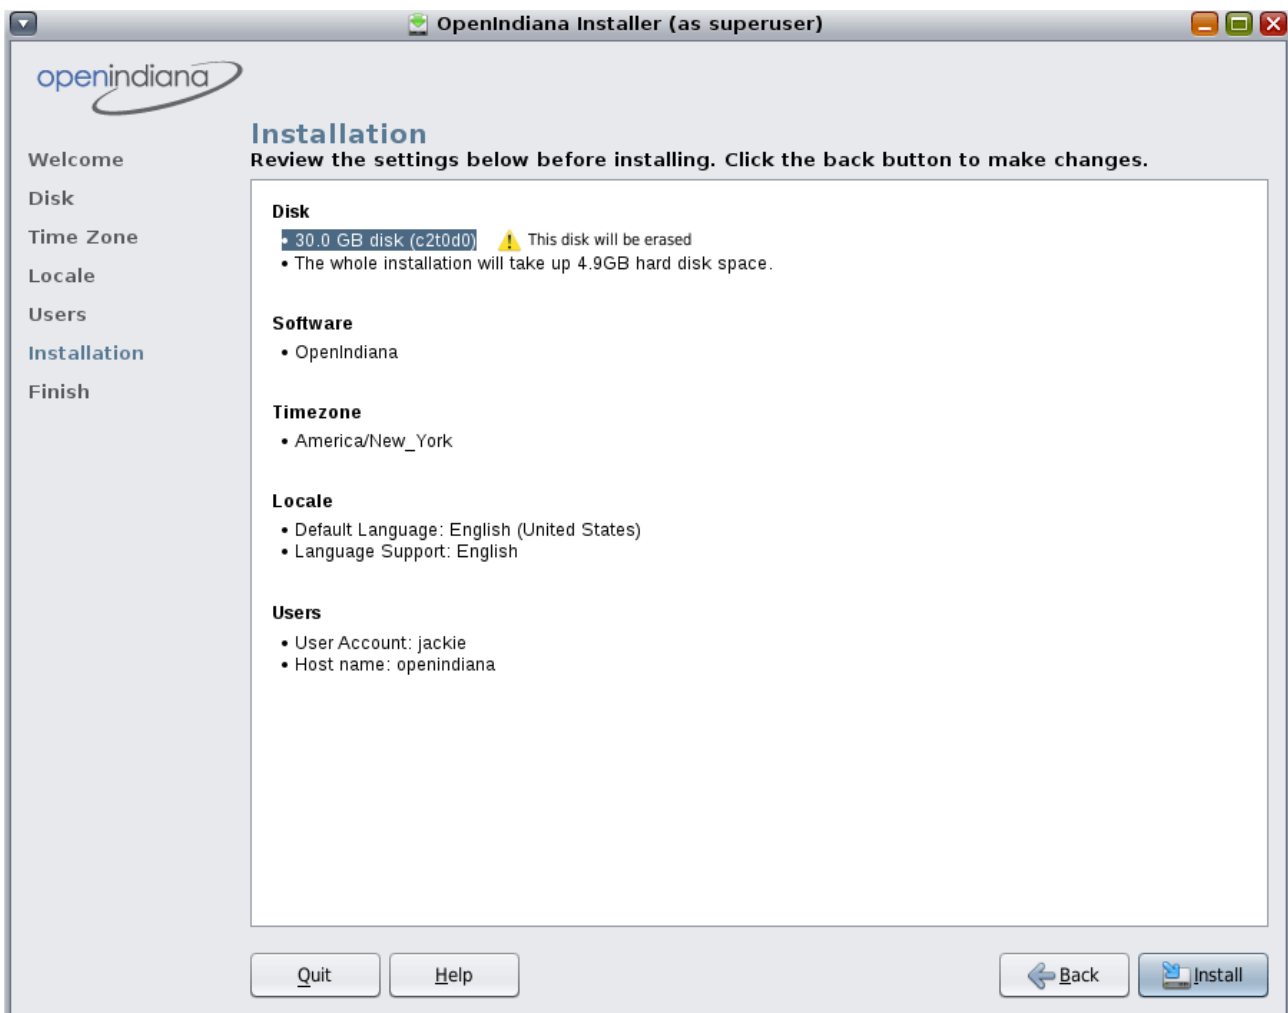 OpenIndiana Installer (as superuser)
openindiana
Welcome
Disk
Time Zone
Locale
Users
Installation
Finish
Installation
Review the settings below before installing. Click the back button to make changes.
Disk
• 30.0 GB disk (c2t0d0) This disk will be erased
• The whole installation will take up 4.9GB hard disk space.
Software
• OpenIndiana
Timezone
• America/New_York
Locale
• Default Language: English (United States)
• Language Support: English
Users
• User Account: jackie
• Host name: openindiana
Quit Help Back Install